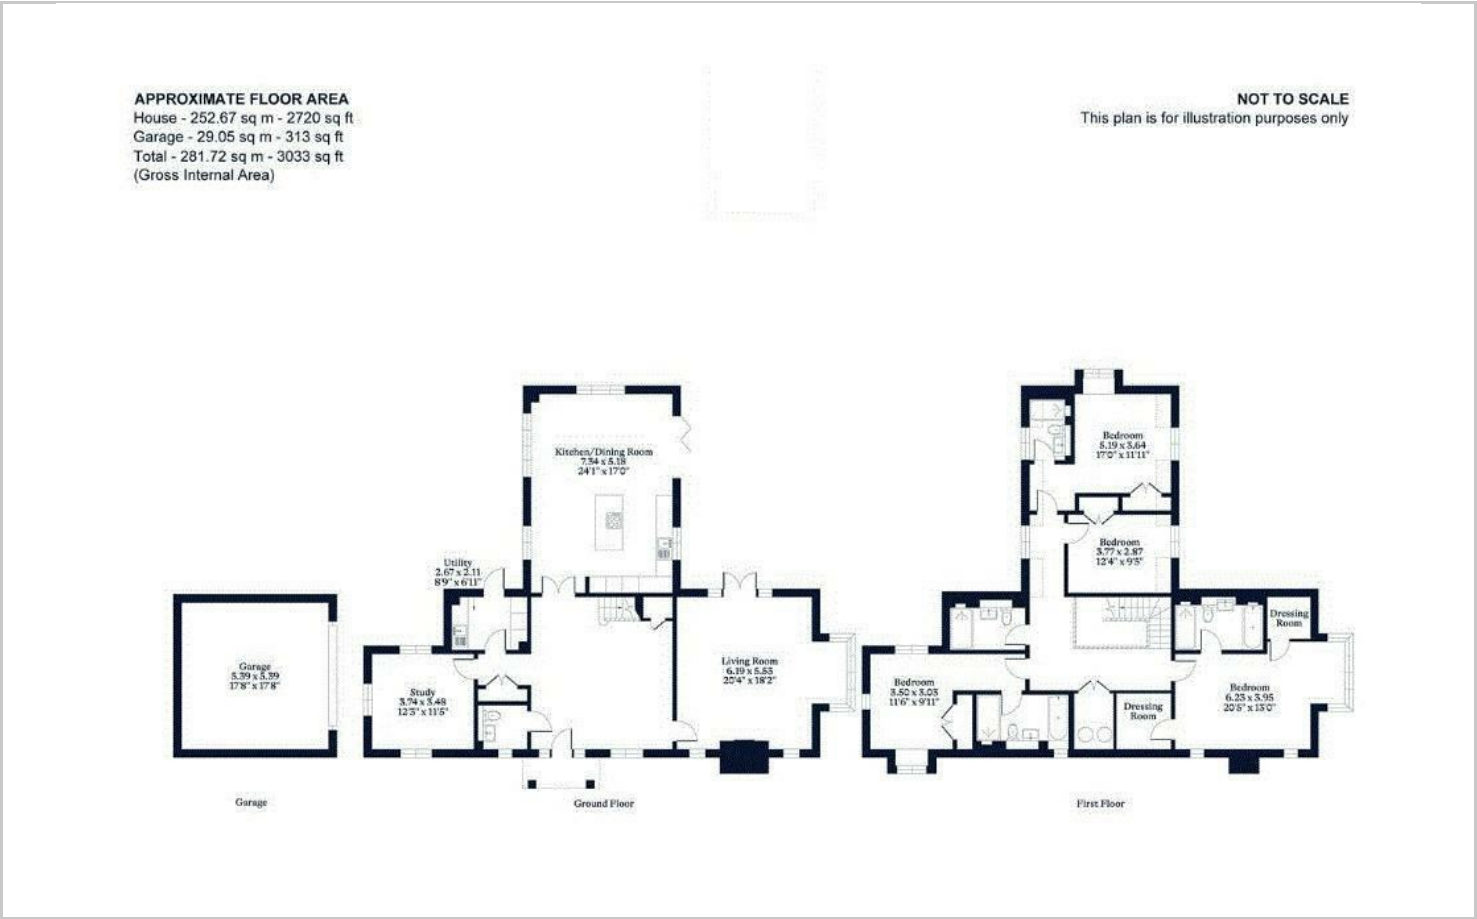 APPROXIMATE FLOOR AREA
House - 252.67 sq m - 2720 sq ft
Garage - 29.05 sq m - 313 sq ft
Total - 281.72 sq m - 3033 sq ft
(Gross Internal Area)
NOT TO SCALE
This plan is for illustration purposes only
Garage
5.39 x 5.39
17'8" x 17'8"
Garage
Kitchen/Dining Room
7.34 x 5.18
24'1" x 17'0"
Utility
2.67 x 2.11
8'9" x 6'11"
Study
3.74 x 3.48
12'3" x 11'5"
Living Room
6.19 x 5.53
20'4" x 18'2"
Ground Floor
Bedroom
5.19 x 3.64
17'0" x 11'11"
Bedroom
3.77 x 2.87
12'4" x 9'5"
Dressing
Room
Bedroom
3.50 x 3.03
11'6" x 9'11"
Dressing
Room
Bedroom
6.23 x 3.95
20'5" x 13'0"
First Floor